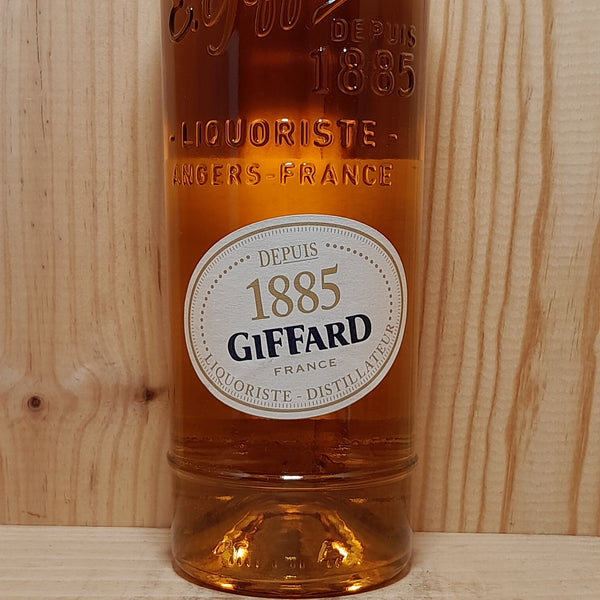 DEPUIS
1885
- LIQUORISTE -
ANGERS-FRANCE
DEPUIS
1885
GIFFARD
FRANCE
LIQUORISTE - DISTILLATEUR